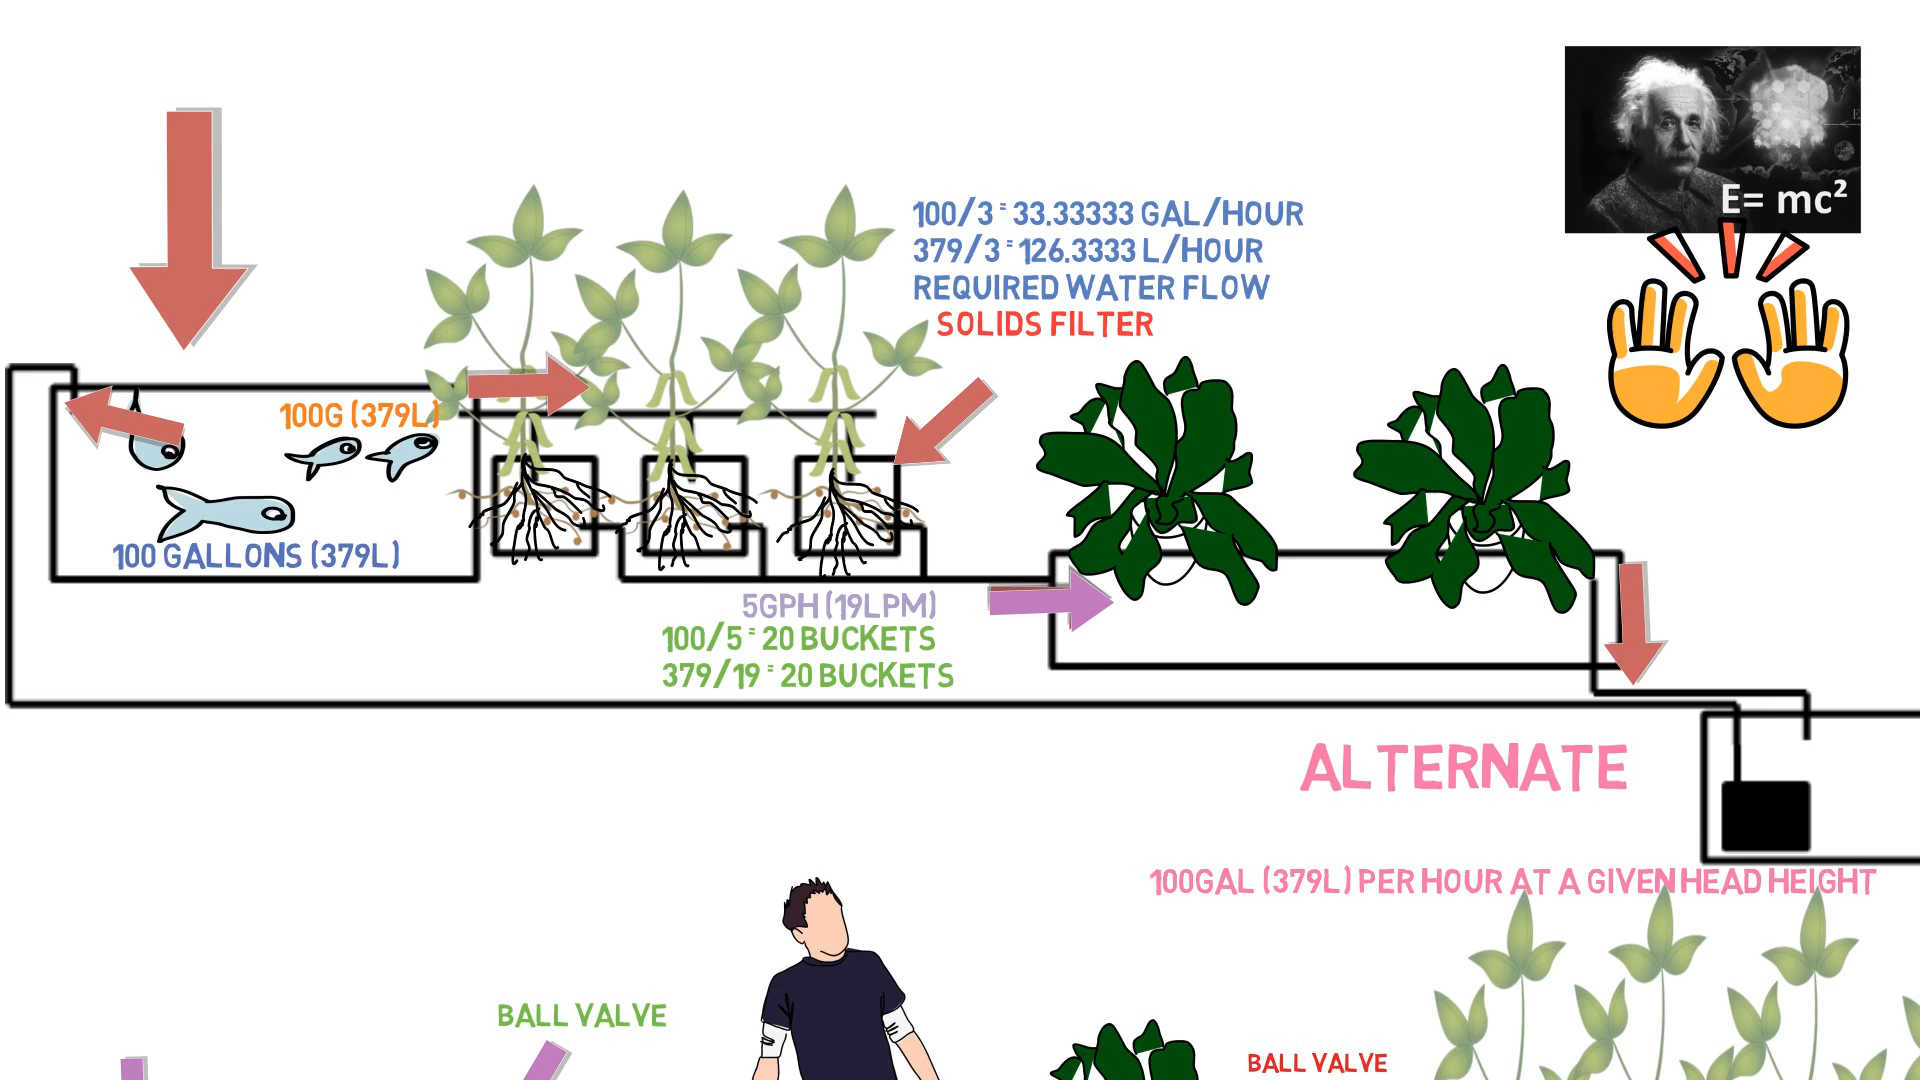 E= mc²
100/3 = 33.33333 GAL/HOUR
379/3 = 126.3333 L/HOUR
REQUIRED WATER FLOW
SOLIDS FILTER
100G (379L)
100 GALLONS (379L)
5GPH (19LPM)
100/5 = 20 BUCKETS
379/19 = 20 BUCKETS
ALTERNATE
100GAL (379L) PER HOUR AT A GIVEN HEAD HEIGHT
BALL VALVE
BALL VALVE